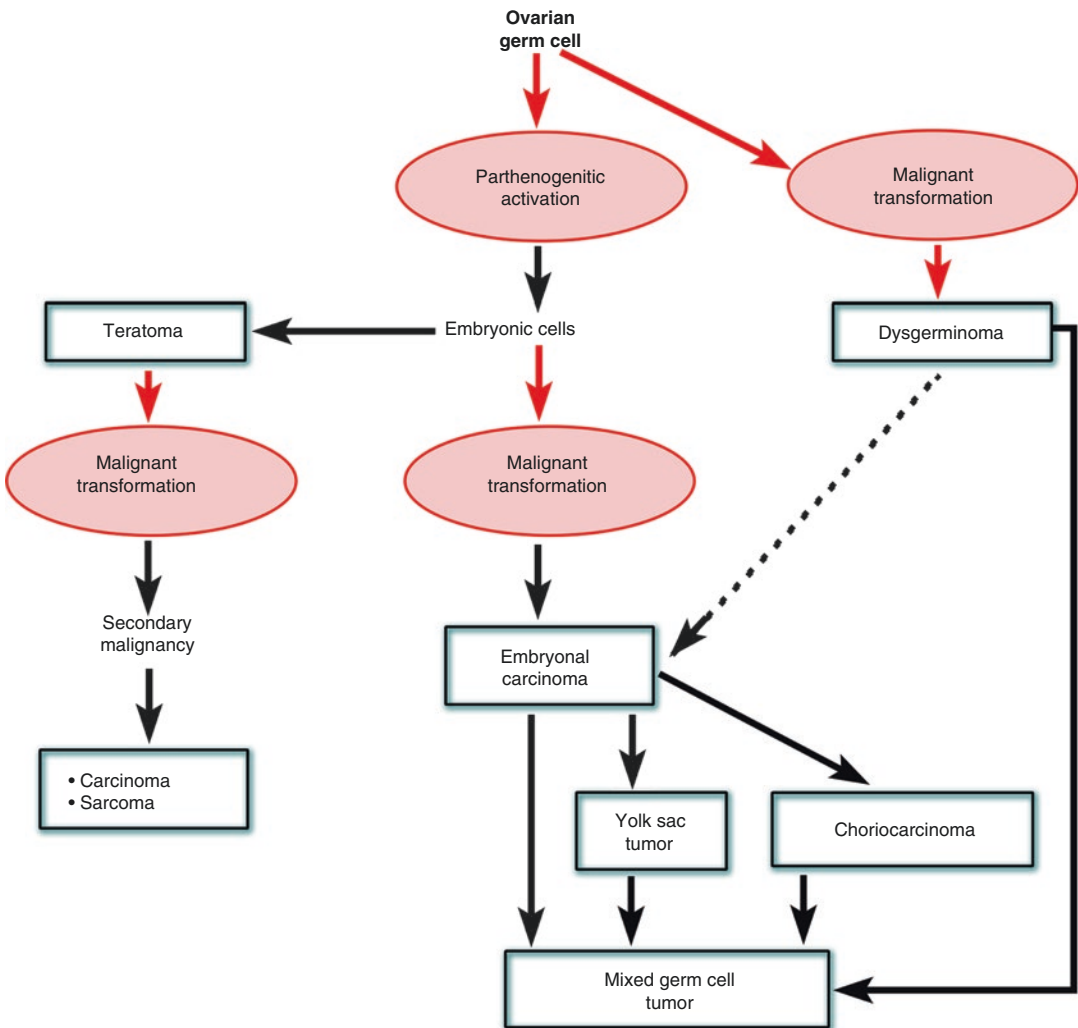 Ovarian
germ cell
Parthenogenitic
activation
Malignant
transformation
Teratoma
Embryonic cells
Dysgerminoma
Malignant
transformation
Malignant
transformation
Secondary
malignancy
Embryonal
carcinoma
• Carcinoma
• Sarcoma
Yolk sac
tumor
Choriocarcinoma
Mixed germ cell
tumor